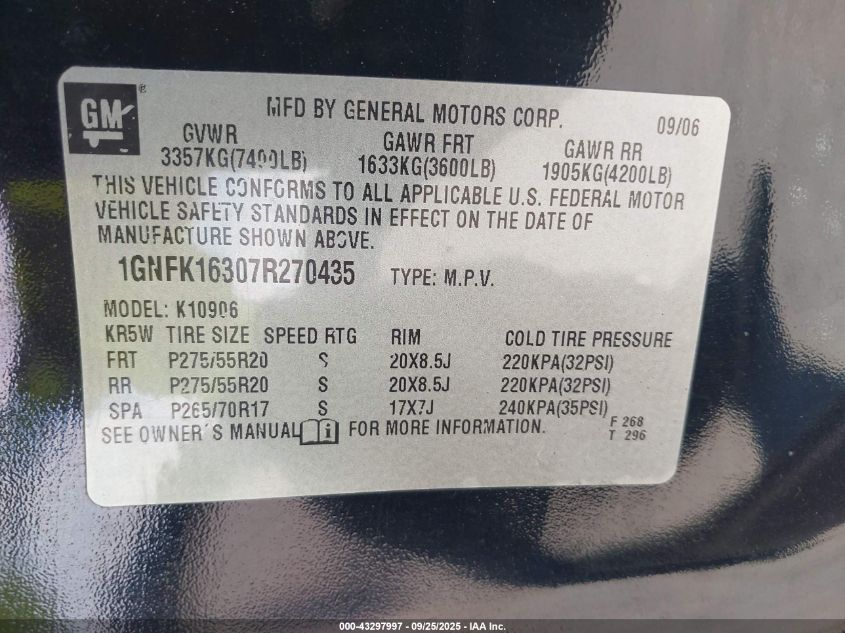 GM ®
MFD BY GENERAL MOTORS CORP. 09/06
GVWR GAWR FRT GAWR RR
3357KG(7400LB) 1633KG(3600LB) 1905KG(4200LB)
THIS VEHICLE CONFORMS TO ALL APPLICABLE U.S. FEDERAL MOTOR
VEHICLE SAFETY STANDARDS IN EFFECT ON THE DATE OF
MANUFACTURE SHOWN ABOVE.
1GNFK16307R270435 TYPE: M.P.V.
MODEL: K10906
KR5W TIRE SIZE SPEED RTG RIM COLD TIRE PRESSURE
FRT P275/55R20 S 20X8.5J 220KPA(32PSI)
RR P275/55R20 S 20X8.5J 220KPA(32PSI)
SPA P265/70R17 S 17X7J 240KPA(35PSI)
SEE OWNER'S MANUAL i FOR MORE INFORMATION.
F 268
T 296
000-43297997 - 09/25/2025 - IAA Inc.